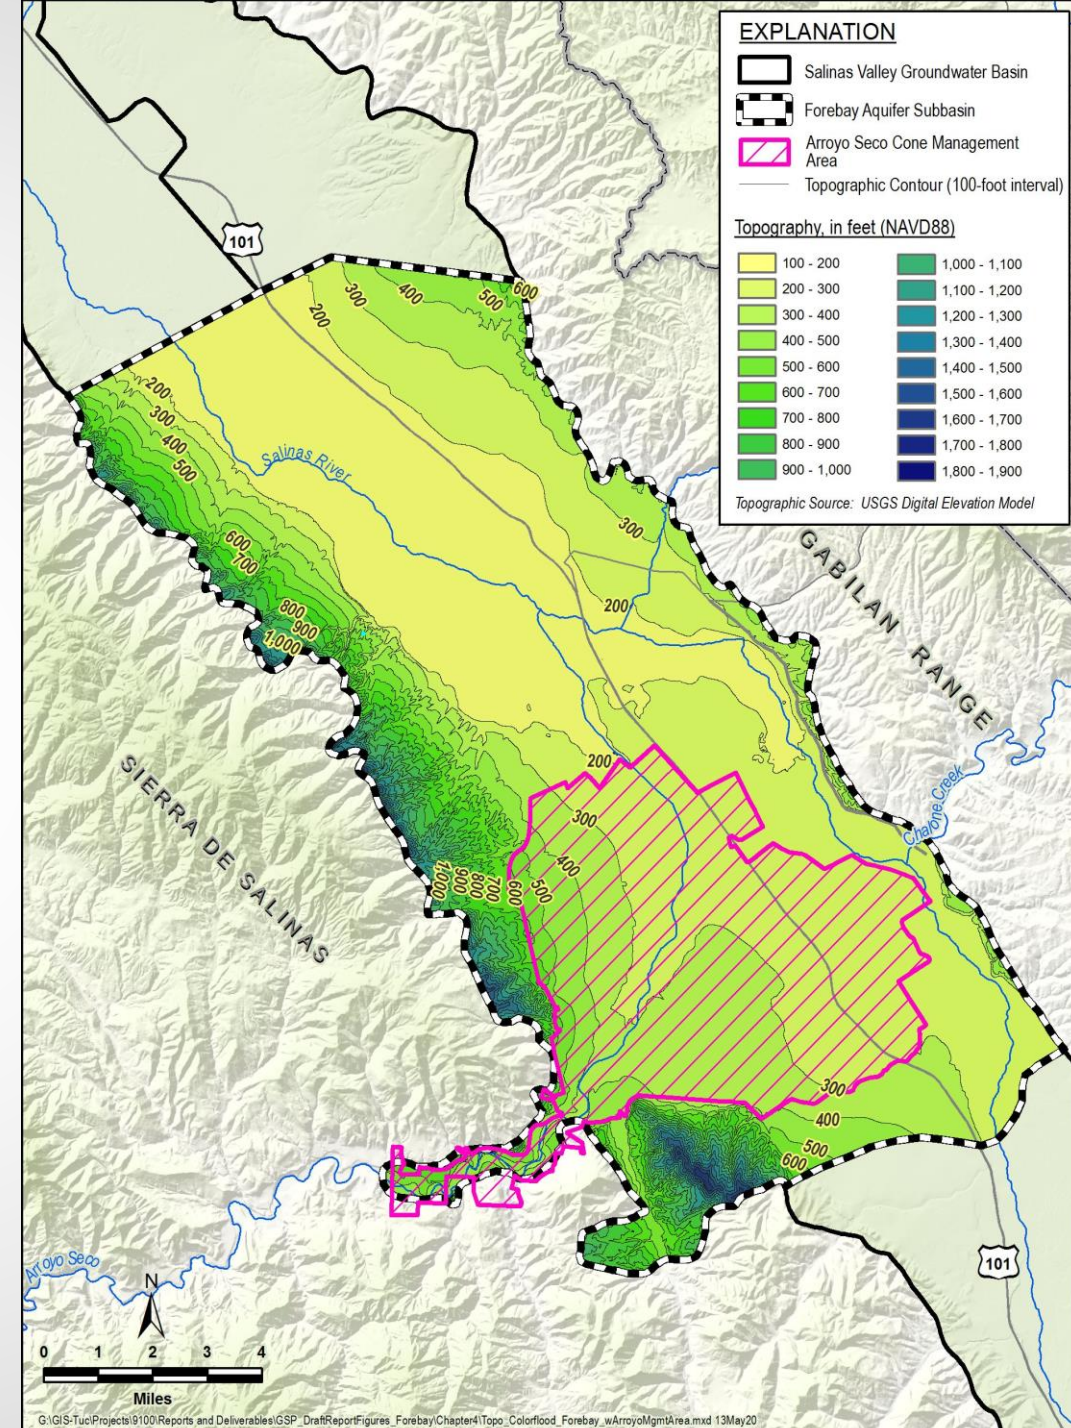 EXPLANATION
Salinas Valley Groundwater Basin
Forebay Aquifer Subbasin
Arroyo Seco Cone Management
Area
Topographic Contour (100-foot interval)
Topography, in feet (NAVD88)
100 - 200
200 - 300
300 - 400
400 - 500
500 - 600
600 - 700
700 - 800
800 - 900
900 - 1,000
1,000 - 1,100
1,100 - 1,200
1,200 - 1,300
1,300 - 1,400
1,400 - 1,500
1,500 - 1,600
1,600 - 1,700
1,700 - 1,800
1,800 - 1,900
Topographic Source: USGS Digital Elevation Model
101
200
300
400
500
600
200
200
300
400
500
Salinas River
600
700
800
900
1,000
300
200
GABILAN RANGE
SIERRA DE SALINAS
Chalone Creek
200
300
400
500
600
700
800
900
1,000
300
400
500
600
Arroyo Seco
101
N
0 1 2 3 4
Miles
G:\GIS-Tuc\Projects\9100\Reports and Deliverables\GSP_DraftReportFigures_Forebay\Chapter4\Topo_Colorflood_Forebay_wArroyoMgmtArea.mxd 13May20